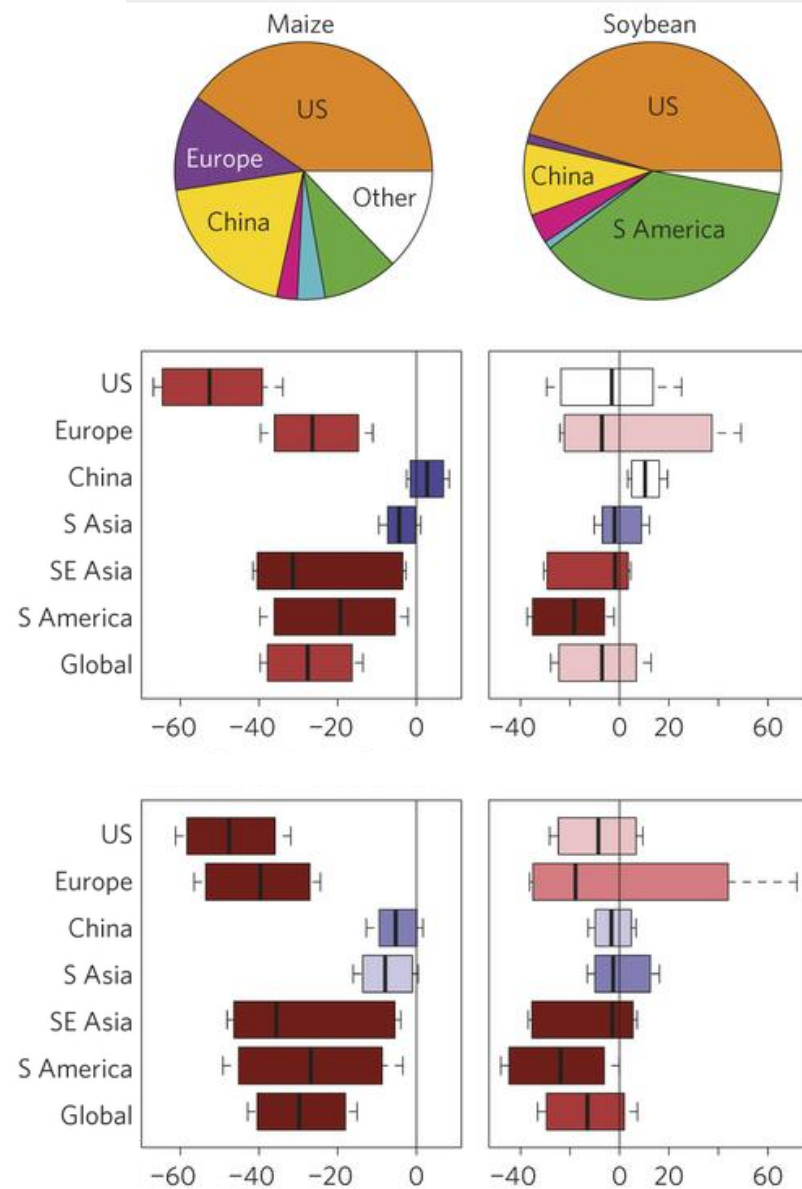 Maize Soybean
US US
Europe China Other
China S America
US
Europe
China
S Asia
SE Asia
S America
Global
−60 −40 −20 0 −40 0 20 60
US
Europe
China
S Asia
SE Asia
S America
Global
−60 −40 −20 0 −40 0 20 60